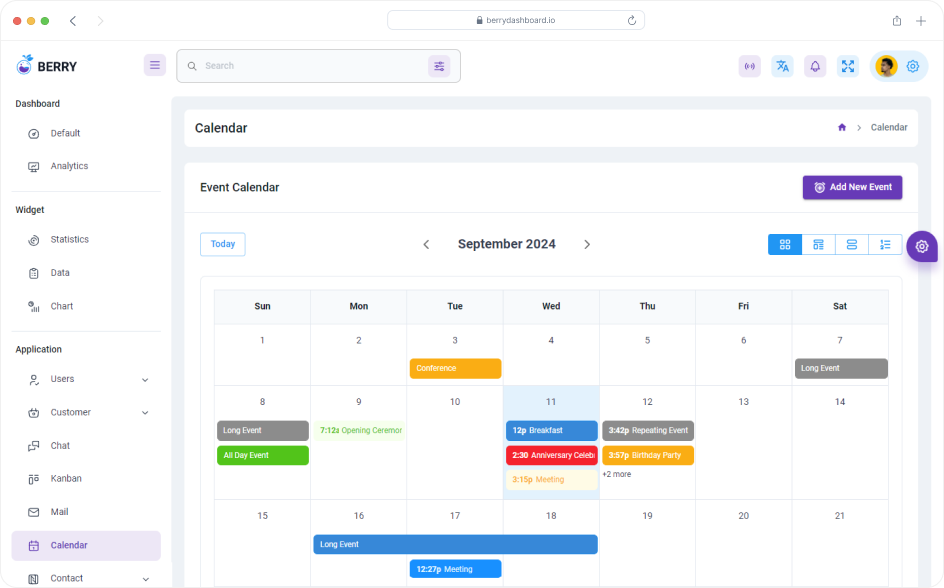 berrydashboard.io
BERRY
Search
Dashboard
Default
Analytics
Widget
Statistics
Data
Chart
Application
Users
Customer
Chat
Kanban
Mail
Calendar
Contact
Calendar
Calendar
Event Calendar
Add New Event
Today
September 2024
Sun Mon Tue Wed Thu Fri Sat
1 2 3 4 5 6 7
Conference
Long Event
8 9 10 11 12 13 14
Long Event
7:12a Opening Ceremor
12p Breakfast
3:42p Repeating Event
All Day Event
2:30 Anniversary Celebr
3:57p Birthday Party
3:15p Meeting
+2 more
15 16 17 18 19 20 21
Long Event
12:27p Meeting